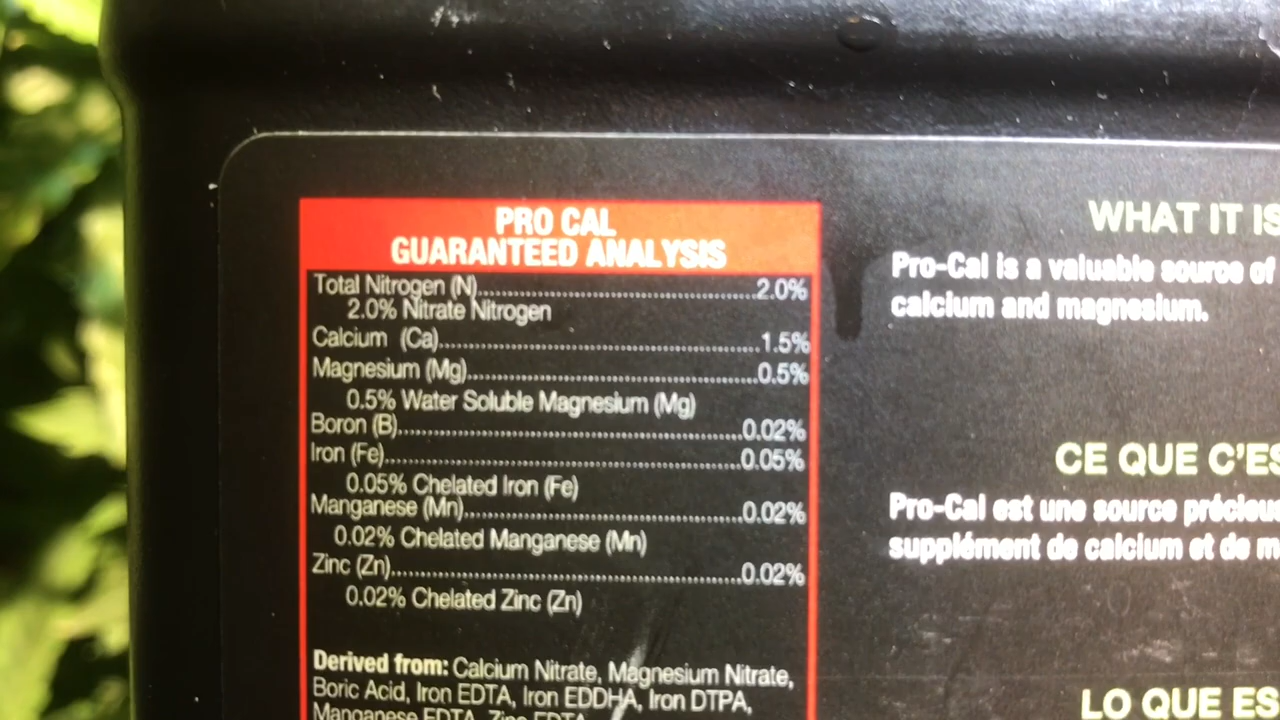 PRO CAL
GUARANTEED ANALYSIS
Total Nitrogen (N)..........2.0%
2.0% Nitrate Nitrogen
Calcium (Ca)..........1.5%
Magnesium (Mg)..........0.5%
0.5% Water Soluble Magnesium (Mg)
Boron (B)..........0.02%
Iron (Fe)..........0.05%
0.05% Chelated Iron (Fe)
Manganese (Mn)..........0.02%
0.02% Chelated Manganese (Mn)
Zinc (Zn)..........0.02%
0.02% Chelated Zinc (Zn)
Derived from: Calcium Nitrate, Magnesium Nitrate,
Boric Acid, Iron EDTA, Iron EDDHA, Iron DTPA,
Manganese EDTA, Zinc EDTA
WHAT IT IS
Pro-Cal is a valuable source of
calcium and magnesium.
CE QUE C'ES
Pro-Cal est une source précieus
supplément de calcium et de m
LO QUE ES